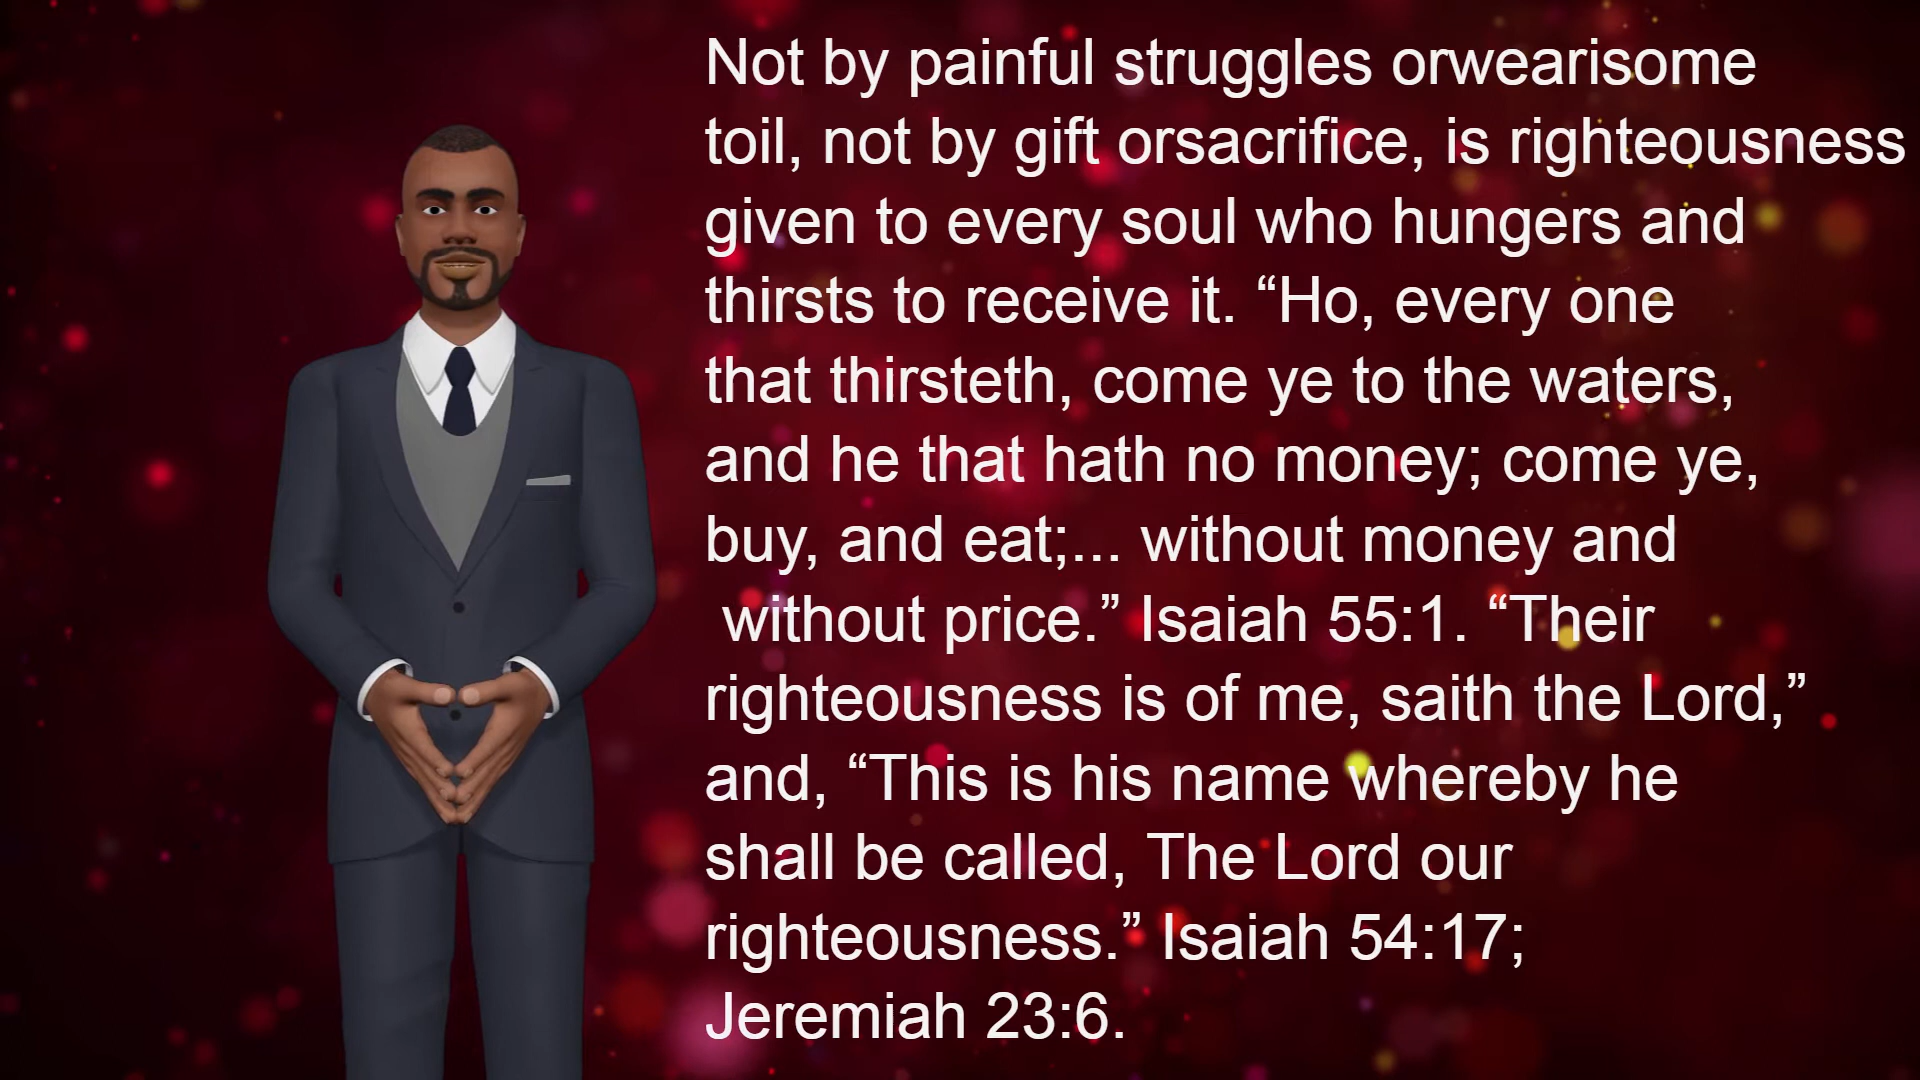 Not by painful struggles orwearisome
toil, not by gift orsacrifice, is righteousness
given to every soul who hungers and
thirsts to receive it. “Ho, every one
that thirsteth, come ye to the waters,
and he that hath no money; come ye,
buy, and eat;... without money and
without price.” Isaiah 55:1. “Their
righteousness is of me, saith the Lord,”
and, “This is his name whereby he
shall be called, The Lord our
righteousness.” Isaiah 54:17;
Jeremiah 23:6.